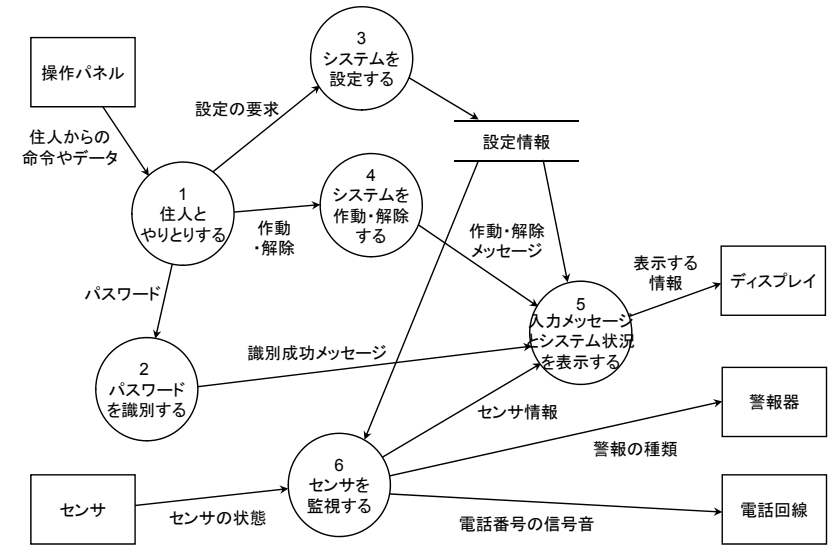 3
システムを
設定する
操作パネル
設定の要求
住人からの
命令やデータ
設定情報
4
システムを
作動・解除
する
1
住人と
やりとりする
作動
・解除
作動・解除
メッセージ
表示する
情報
ディスプレイ
パスワード
5
入力メッセージ
とシステム状況
を表示する
2
パスワード
を識別する
識別成功メッセージ
警報器
センサ情報
警報の種類
6
センサを
監視する
センサ
センサの状態
電話番号の信号音
電話回線